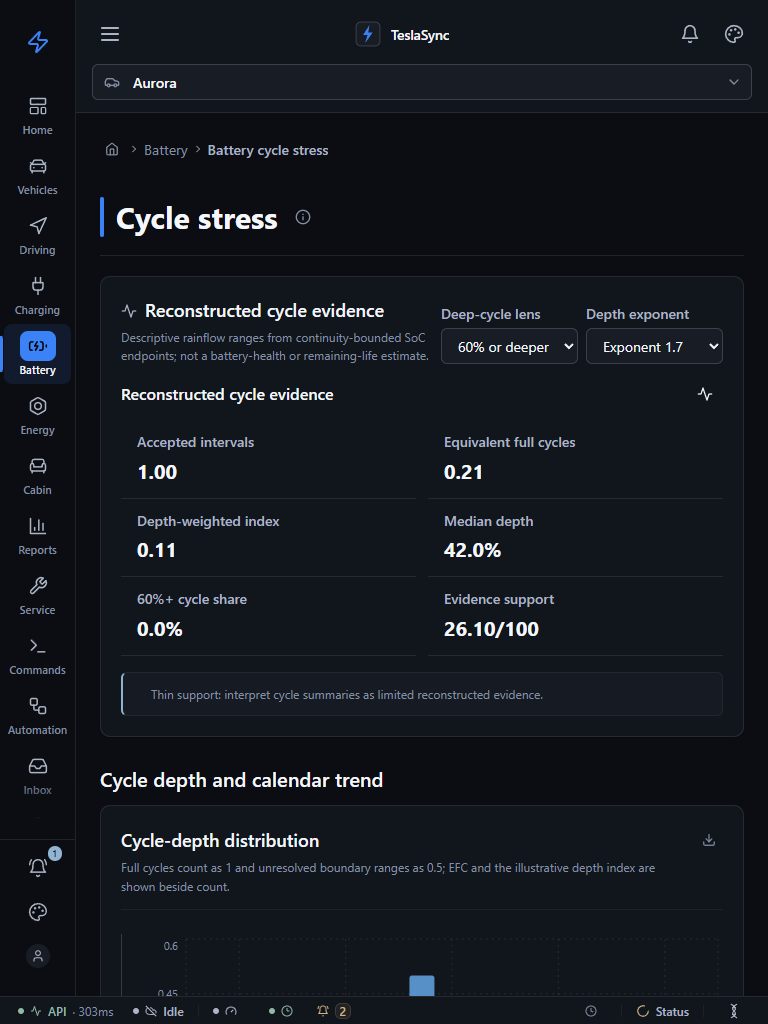 TeslaSync
Aurora
Home
Vehicles
Driving
Charging
Battery
Energy
Cabin
Reports
Service
Commands
Automation
Inbox
1
Battery
Battery cycle stress
Cycle stress
Reconstructed cycle evidence
Descriptive rainflow ranges from continuity-bounded SoC
endpoints; not a battery-health or remaining-life estimate.
Deep-cycle lens
60% or deeper
Depth exponent
Exponent 1.7
Reconstructed cycle evidence
Accepted intervals
1.00
Equivalent full cycles
0.21
Depth-weighted index
0.11
Median depth
42.0%
60%+ cycle share
0.0%
Evidence support
26.10/100
Thin support: interpret cycle summaries as limited reconstructed evidence.
Cycle depth and calendar trend
Cycle-depth distribution
Full cycles count as 1 and unresolved boundary ranges as 0.5; EFC and the illustrative depth index are
shown beside count.
0.6
0.45
API · 303ms
Idle
2
Status